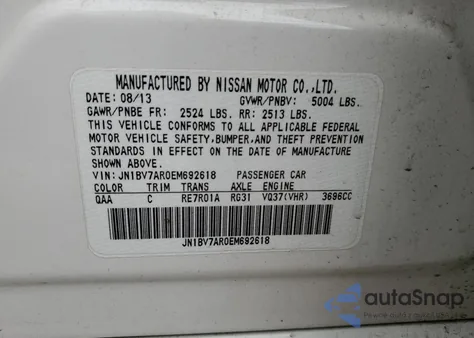 MANUFACTURED BY NISSAN MOTOR CO.,LTD.
DATE: 08/13 GVWR/PNBV: 5004 LBS.
GAWR/PNBE FR: 2524 LBS. RR: 2513 LBS.
THIS VEHICLE CONFORMS TO ALL APPLICABLE FEDERAL
MOTOR VEHICLE SAFETY, BUMPER, AND THEFT PREVENTION
STANDARDS IN EFFECT ON THE DATE OF MANUFACTURE
SHOWN ABOVE.
VIN: JN1BV7AR0EM692618 PASSENGER CAR
COLOR TRIM TRANS AXLE ENGINE
QAA C RE7R01A RG31 VQ37(VHR) 3696CC
JN1BV7AR0EM692618
autoSnap